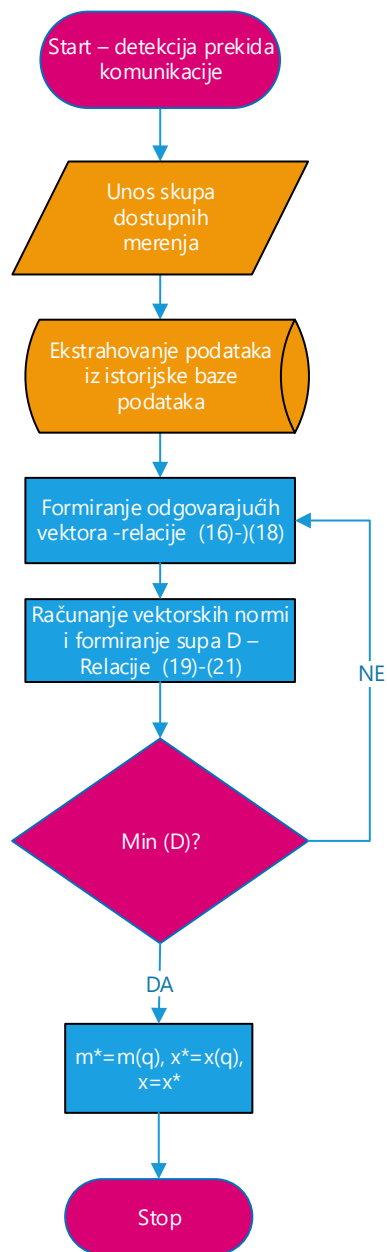 Start – detekcija prekida
komunikacije
Unos skupa
dostupnih
merenja
Ekstrahovanje podataka
iz istorijske baze
podataka
Formiranje odgovarajućih
vektora -relacije (16)-)(18)
Računanje vektorskih normi
i formiranje supa D –
Relacije (19)-(21)
NE
Min (D)?
DA
m*=m(q), x*=x(q),
x=x*
Stop